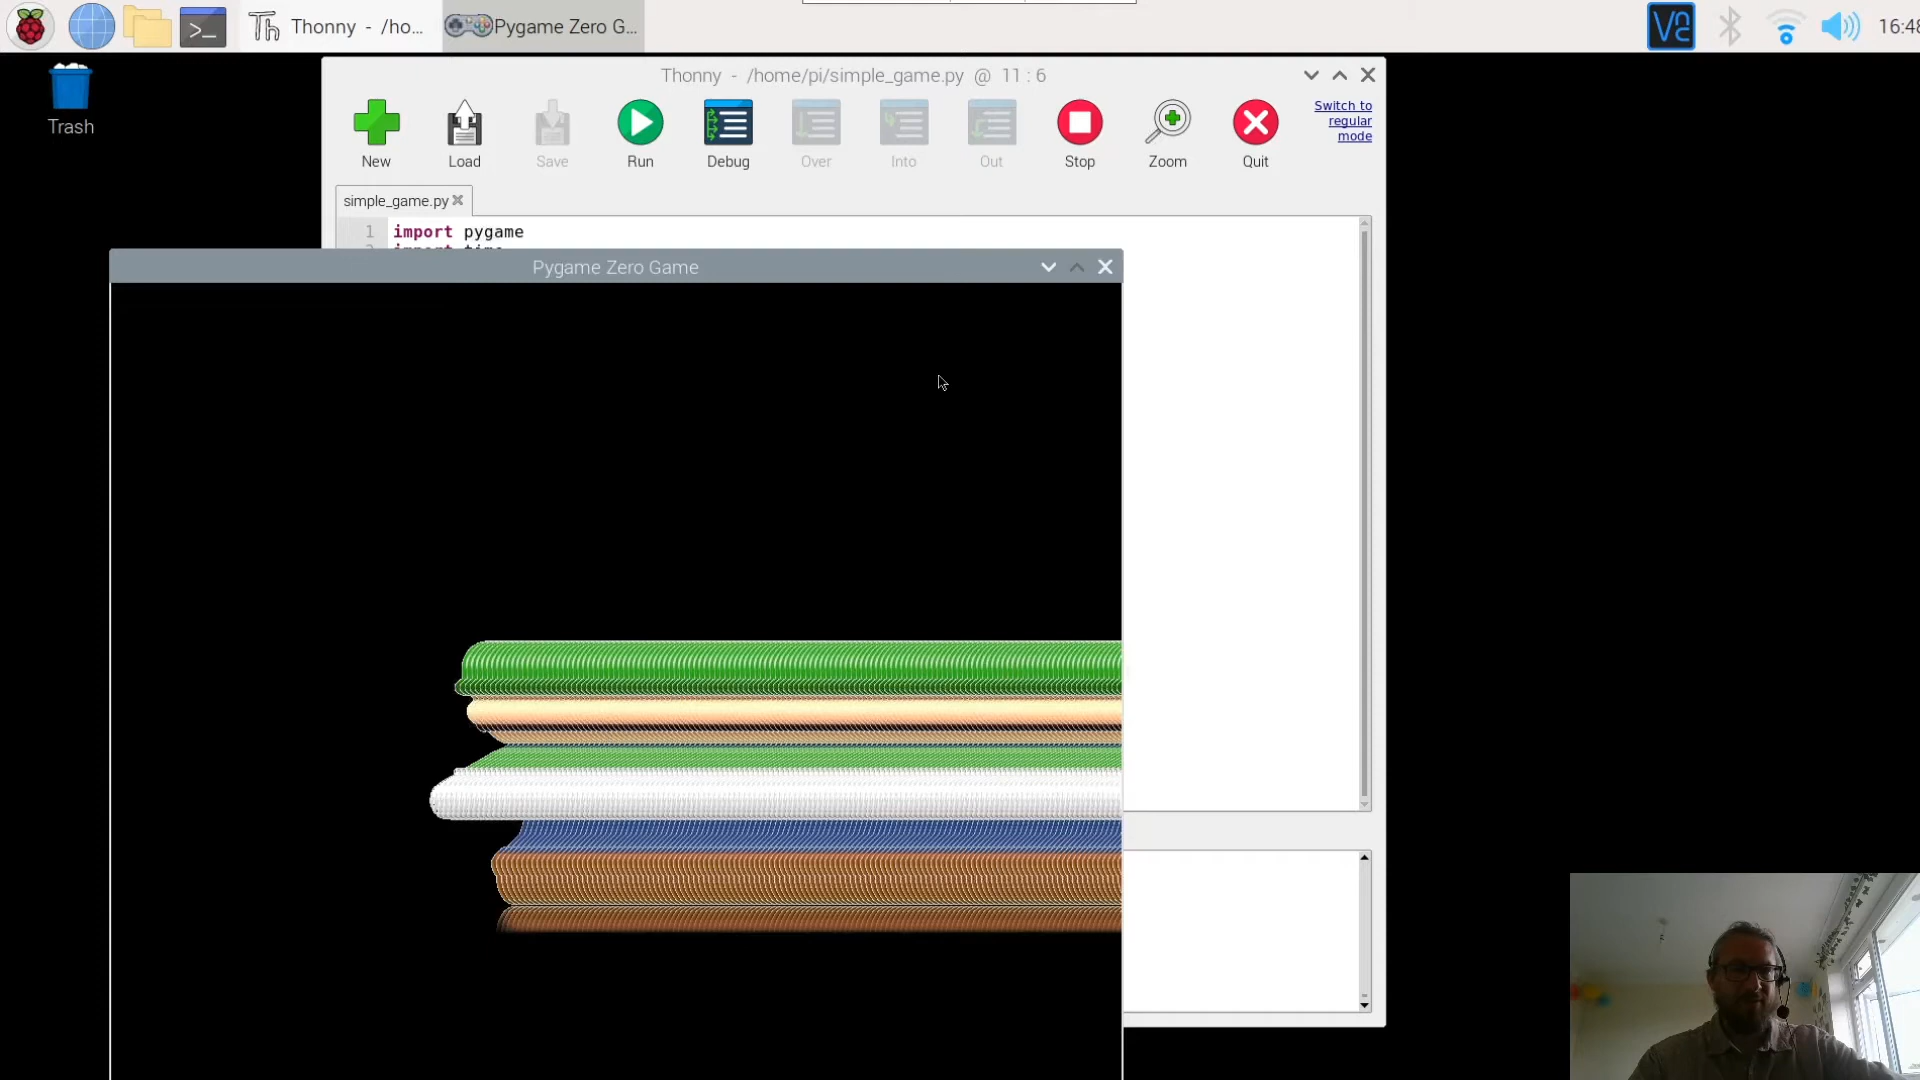 Thonny - /ho...
Pygame Zero G...
VNC
16:48
Trash
Thonny - /home/pi/simple_game.py @ 11 : 6
New
Load
Save
Run
Debug
Over
Into
Out
Stop
Zoom
Quit
Switch to
regular
mode
simple_game.py
1 import pygame
Pygame Zero Game